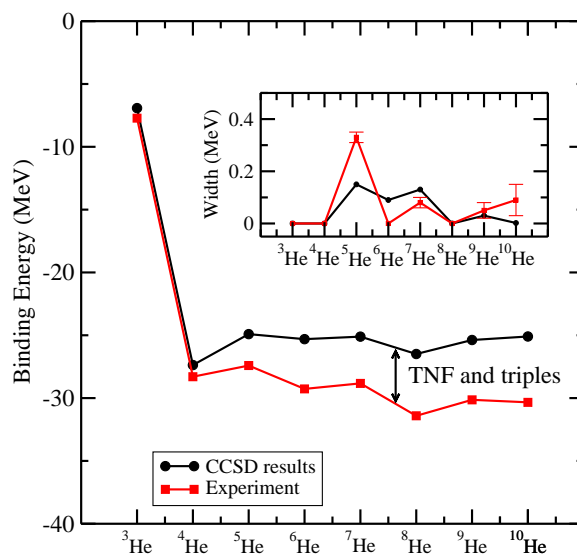 0
-10
-20
-30
-40
Binding Energy (MeV)
0.4
0.2
0
Width (MeV)
³He ⁴He ⁵He ⁶He ⁷He ⁸He ⁹He ¹⁰He
TNF and triples
CCSD results
Experiment
³He ⁴He ⁵He ⁶He ⁷He ⁸He ⁹He ¹⁰He